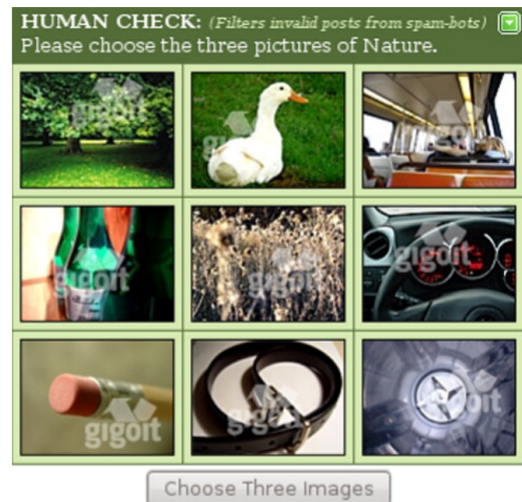 HUMAN CHECK: (Filters invalid posts from spam-bots)
Please choose the three pictures of Nature.
gigoit
gigoit
gigoit
gigoit
gigoit
gigoit
gigoit
gigoit
Choose Three Images